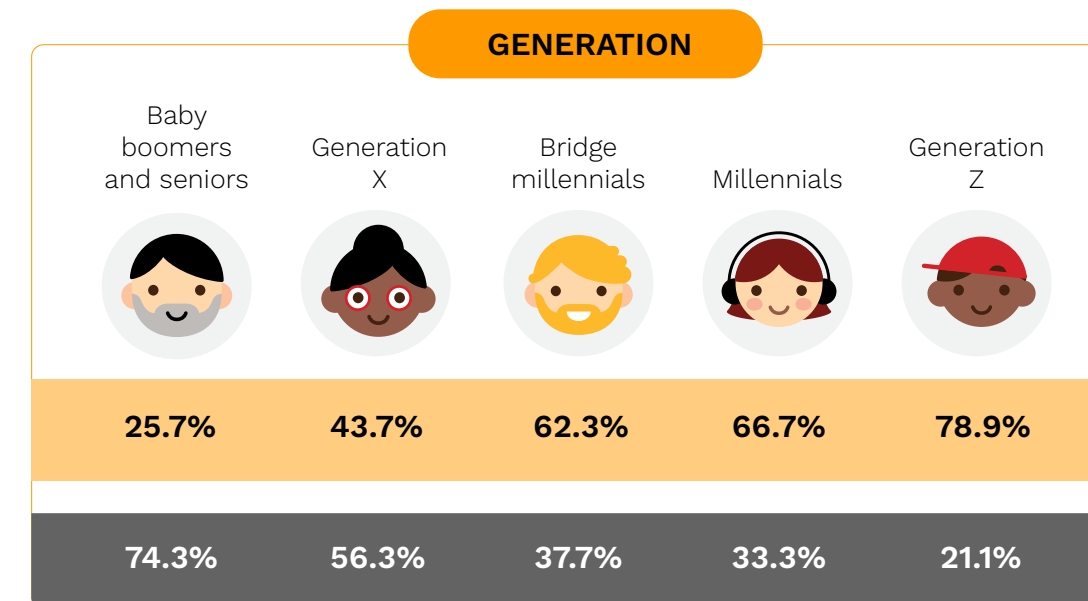 GENERATION
Baby
boomers
and seniors
Generation
X
Bridge
millennials
Millennials
Generation
Z
25.7% 43.7% 62.3% 66.7% 78.9%
74.3% 56.3% 37.7% 33.3% 21.1%